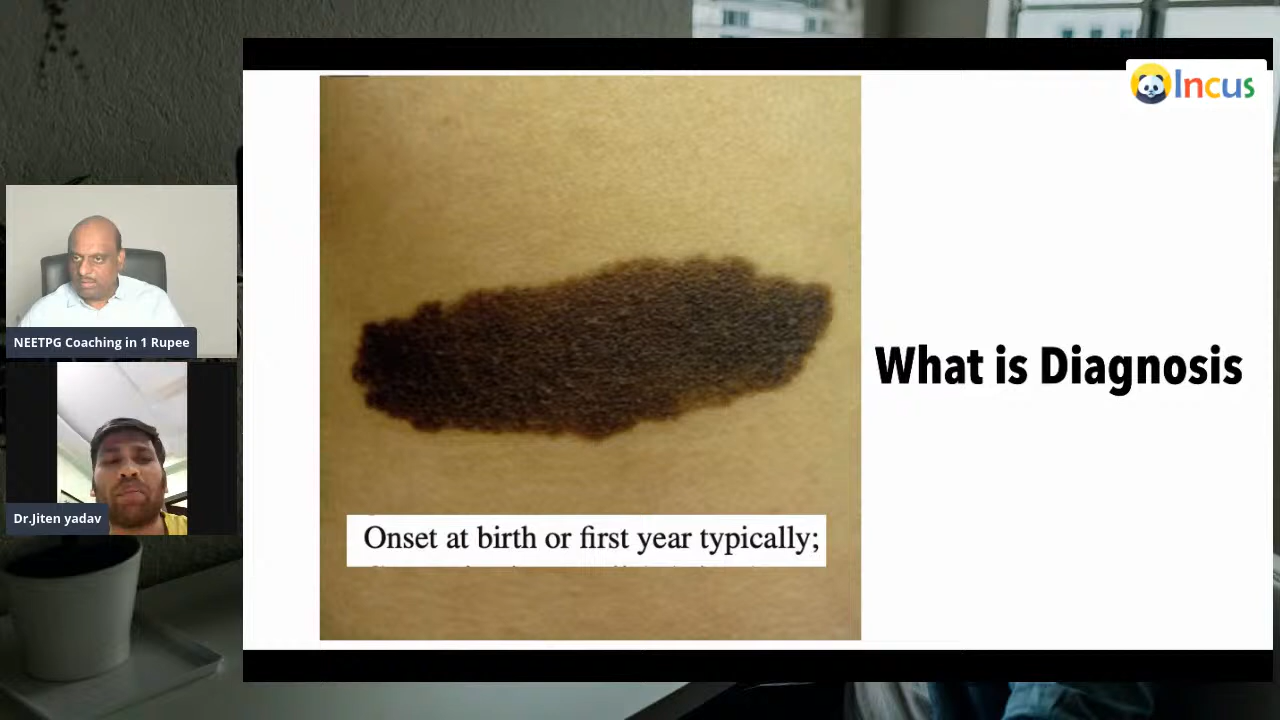 Incus
NEETPG Coaching in 1 Rupee
What is Diagnosis
Dr.Jiten yadav
Onset at birth or first year typically;